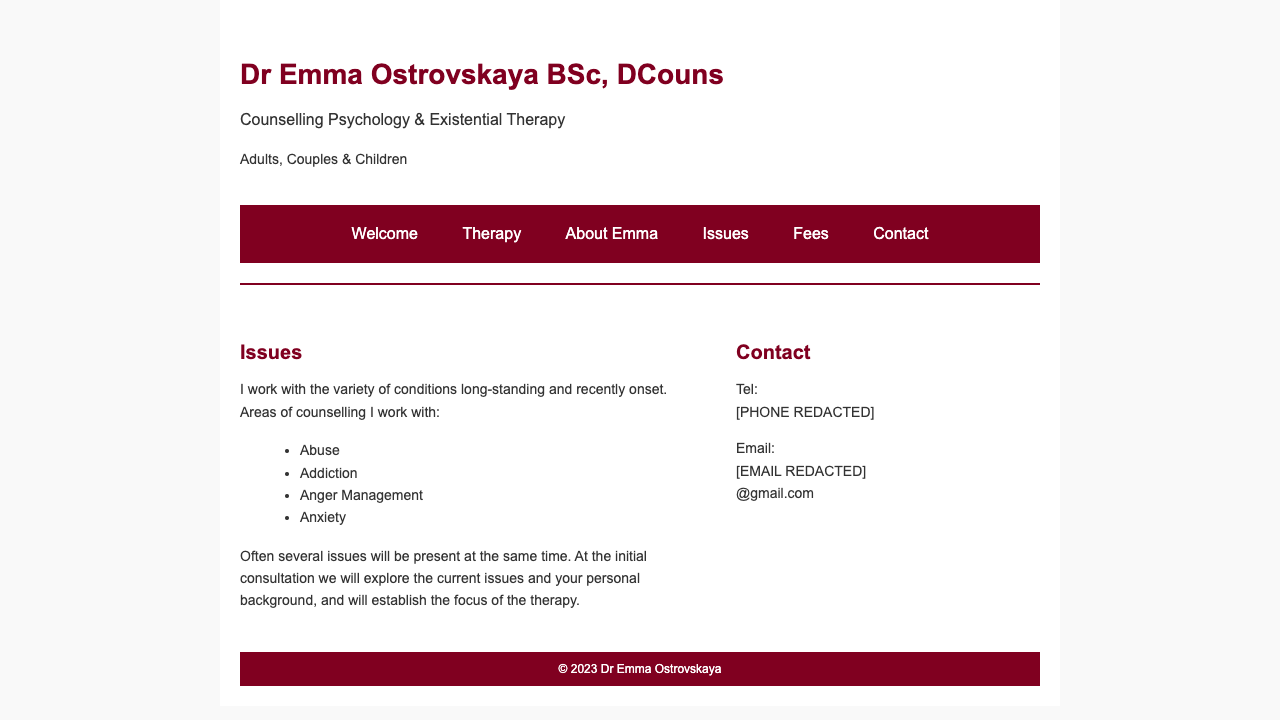 Dr Emma Ostrovskaya BSc, DCouns
Counselling Psychology & Existential Therapy
Adults, Couples & Children
Welcome Therapy About Emma Issues Fees Contact
Issues
I work with the variety of conditions long-standing and recently onset.
Areas of counselling I work with:
• Abuse
• Addiction
• Anger Management
• Anxiety
Often several issues will be present at the same time. At the initial
consultation we will explore the current issues and your personal
background, and will establish the focus of the therapy.
Contact
Tel:
[PHONE REDACTED]
Email:
[EMAIL REDACTED]
@gmail.com
© 2023 Dr Emma Ostrovskaya